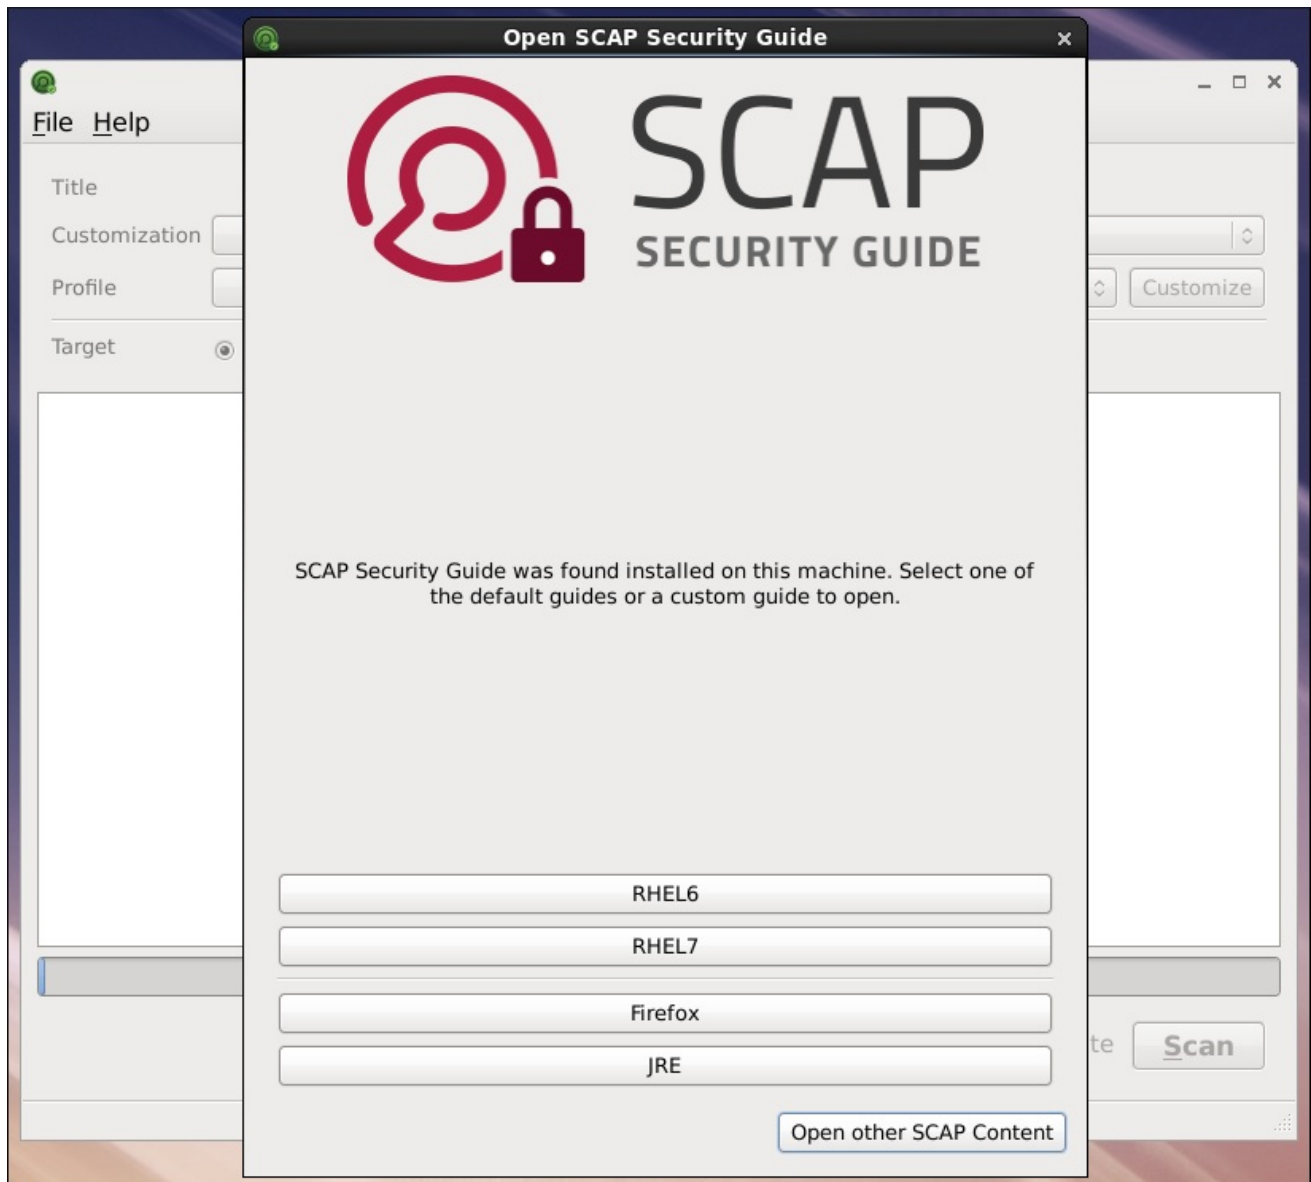 Open SCAP Security Guide
File Help
Title
Customization
Profile
Customize
Target
SCAP
SECURITY GUIDE
SCAP Security Guide was found installed on this machine. Select one of
the default guides or a custom guide to open.
RHEL6
RHEL7
Firefox
JRE
te
Scan
Open other SCAP Content